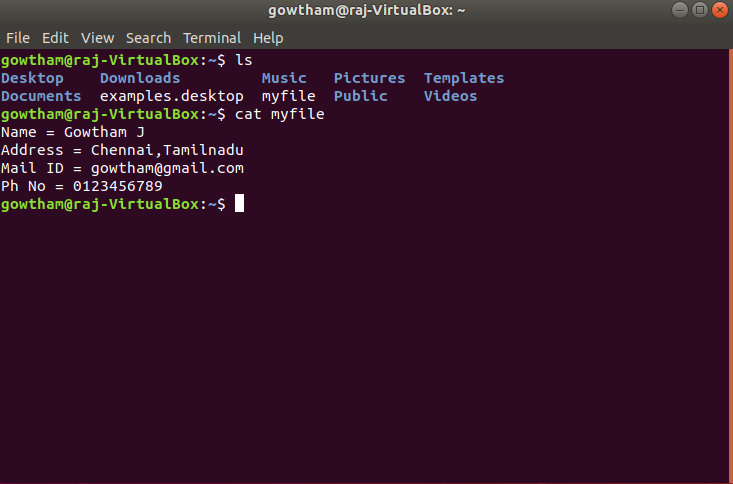 gowtham@raj-VirtualBox: ~
File Edit View Search Terminal Help
gowtham@raj-VirtualBox:~$ ls
Desktop    Downloads         Music   Pictures  Templates
Documents  examples.desktop  myfile  Public    Videos
gowtham@raj-VirtualBox:~$ cat myfile
Name = Gowtham J
Address = Chennai,Tamilnadu
Mail ID = gowtham@gmail.com
Ph No = 0123456789
gowtham@raj-VirtualBox:~$